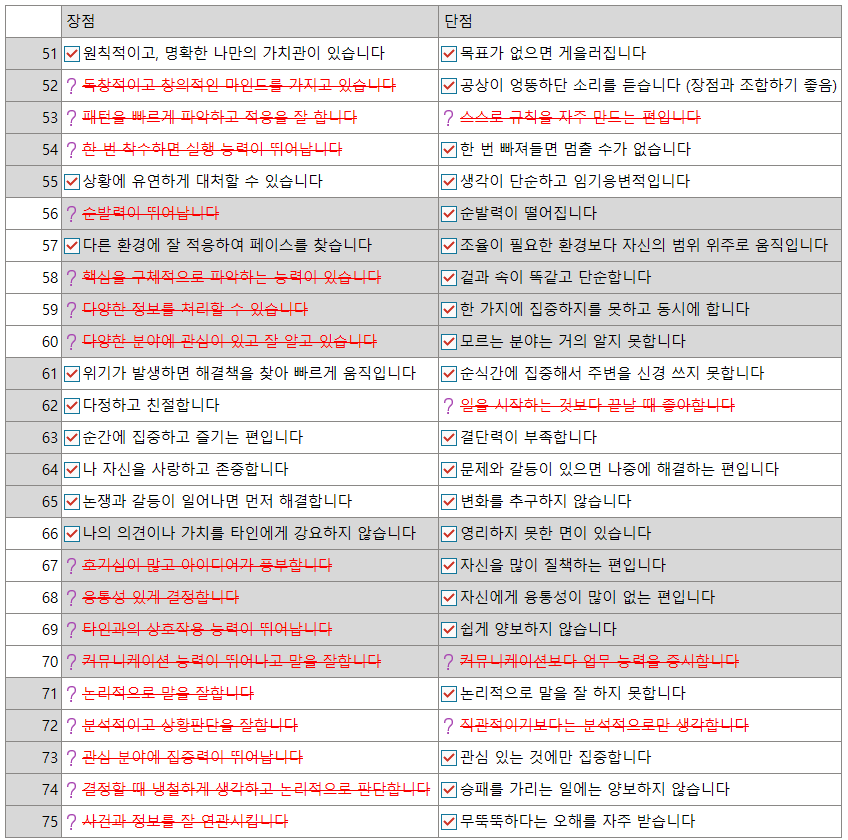 장점 단점
51 원칙적이고, 명확한 나만의 가치관이 있습니다 목표가 없으면 게을러집니다
52 독창적이고 창의적인 마인드를 가지고 있습니다 공상이 엉뚱하단 소리를 듣습니다 (장점과 조합하기 좋음)
53 패턴을 빠르게 파악하고 적응을 잘 합니다 스스로 규칙을 자주 만드는 편입니다
54 한 번 착수하면 실행 능력이 뛰어납니다 한 번 빠져들면 멈출 수가 없습니다
55 상황에 유연하게 대처할 수 있습니다 생각이 단순하고 임기응변적입니다
56 순발력이 뛰어납니다 순발력이 떨어집니다
57 다른 환경에 잘 적응하여 페이스를 찾습니다 조율이 필요한 환경보다 자신의 범위 위주로 움직입니다
58 핵심을 구체적으로 파악하는 능력이 있습니다 겉과 속이 똑같고 단순합니다
59 다양한 정보를 처리할 수 있습니다 한 가지에 집중하지를 못하고 동시에 합니다
60 다양한 분야에 관심이 있고 잘 알고 있습니다 모르는 분야는 거의 알지 못합니다
61 위기가 발생하면 해결책을 찾아 빠르게 움직입니다 순식간에 집중해서 주변을 신경 쓰지 못합니다
62 다정하고 친절합니다 일을 시작하는 것보다 끝날 때 좋아합니다
63 순간에 집중하고 즐기는 편입니다 결단력이 부족합니다
64 나 자신을 사랑하고 존중합니다 문제와 갈등이 있으면 나중에 해결하는 편입니다
65 논쟁과 갈등이 일어나면 먼저 해결합니다 변화를 추구하지 않습니다
66 나의 의견이나 가치를 타인에게 강요하지 않습니다 영리하지 못한 면이 있습니다
67 호기심이 많고 아이디어가 풍부합니다 자신을 많이 질책하는 편입니다
68 융통성 있게 결정합니다 자신에게 융통성이 많이 없는 편입니다
69 타인과의 상호작용 능력이 뛰어납니다 쉽게 양보하지 않습니다
70 커뮤니케이션 능력이 뛰어나고 말을 잘합니다 커뮤니케이션보다 업무 능력을 중시합니다
71 논리적으로 말을 잘합니다 논리적으로 말을 잘 하지 못합니다
72 분석적이고 상황판단을 잘합니다 직관적이기보다는 분석적으로만 생각합니다
73 관심 분야에 집중력이 뛰어납니다 관심 있는 것에만 집중합니다
74 결정할 때 냉철하게 생각하고 논리적으로 판단합니다 승패를 가리는 일에는 양보하지 않습니다
75 사건과 정보를 잘 연관시킵니다 무뚝뚝하다는 오해를 자주 받습니다